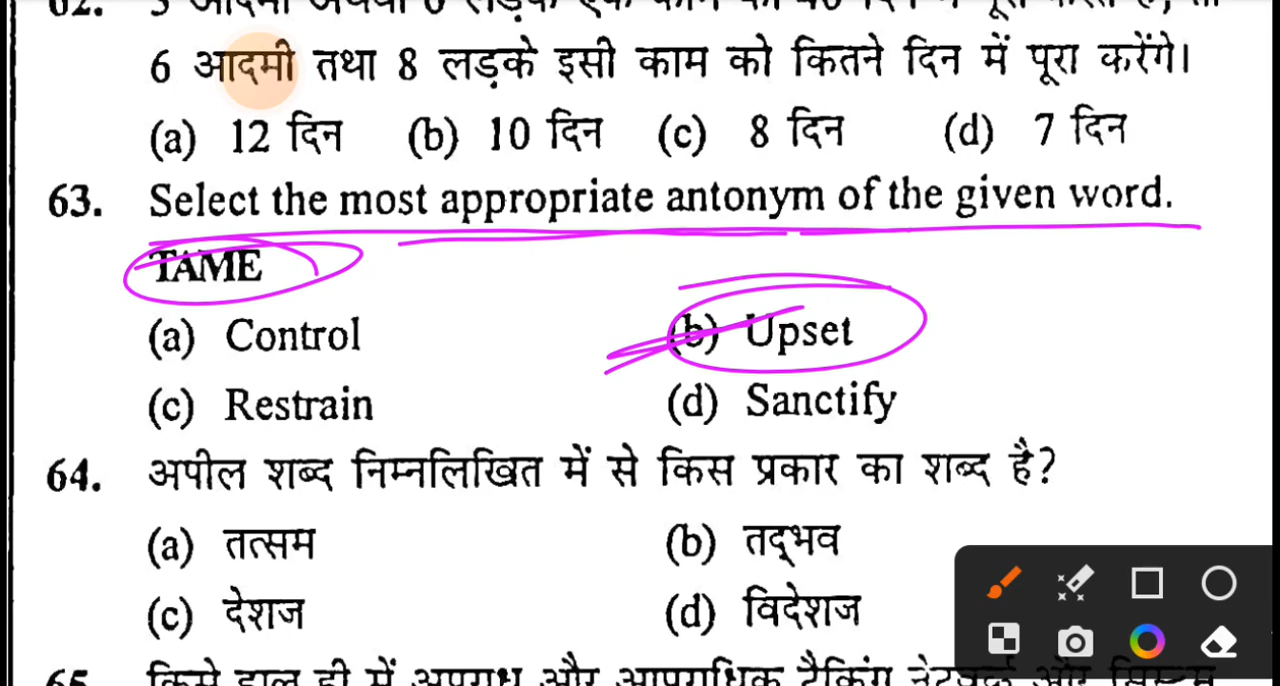 6 आदमी तथा 8 लड़के इसी काम को कितने दिन में पूरा करेंगे।
(a) 12 दिन (b) 10 दिन (c) 8 दिन (d) 7 दिन
63. Select the most appropriate antonym of the given word.
TAME
(a) Control (b) Upset
(c) Restrain (d) Sanctify
64. अपील शब्द निम्नलिखित में से किस प्रकार का शब्द है?
(a) तत्सम (b) तद्भव
(c) देशज (d) विदेशज